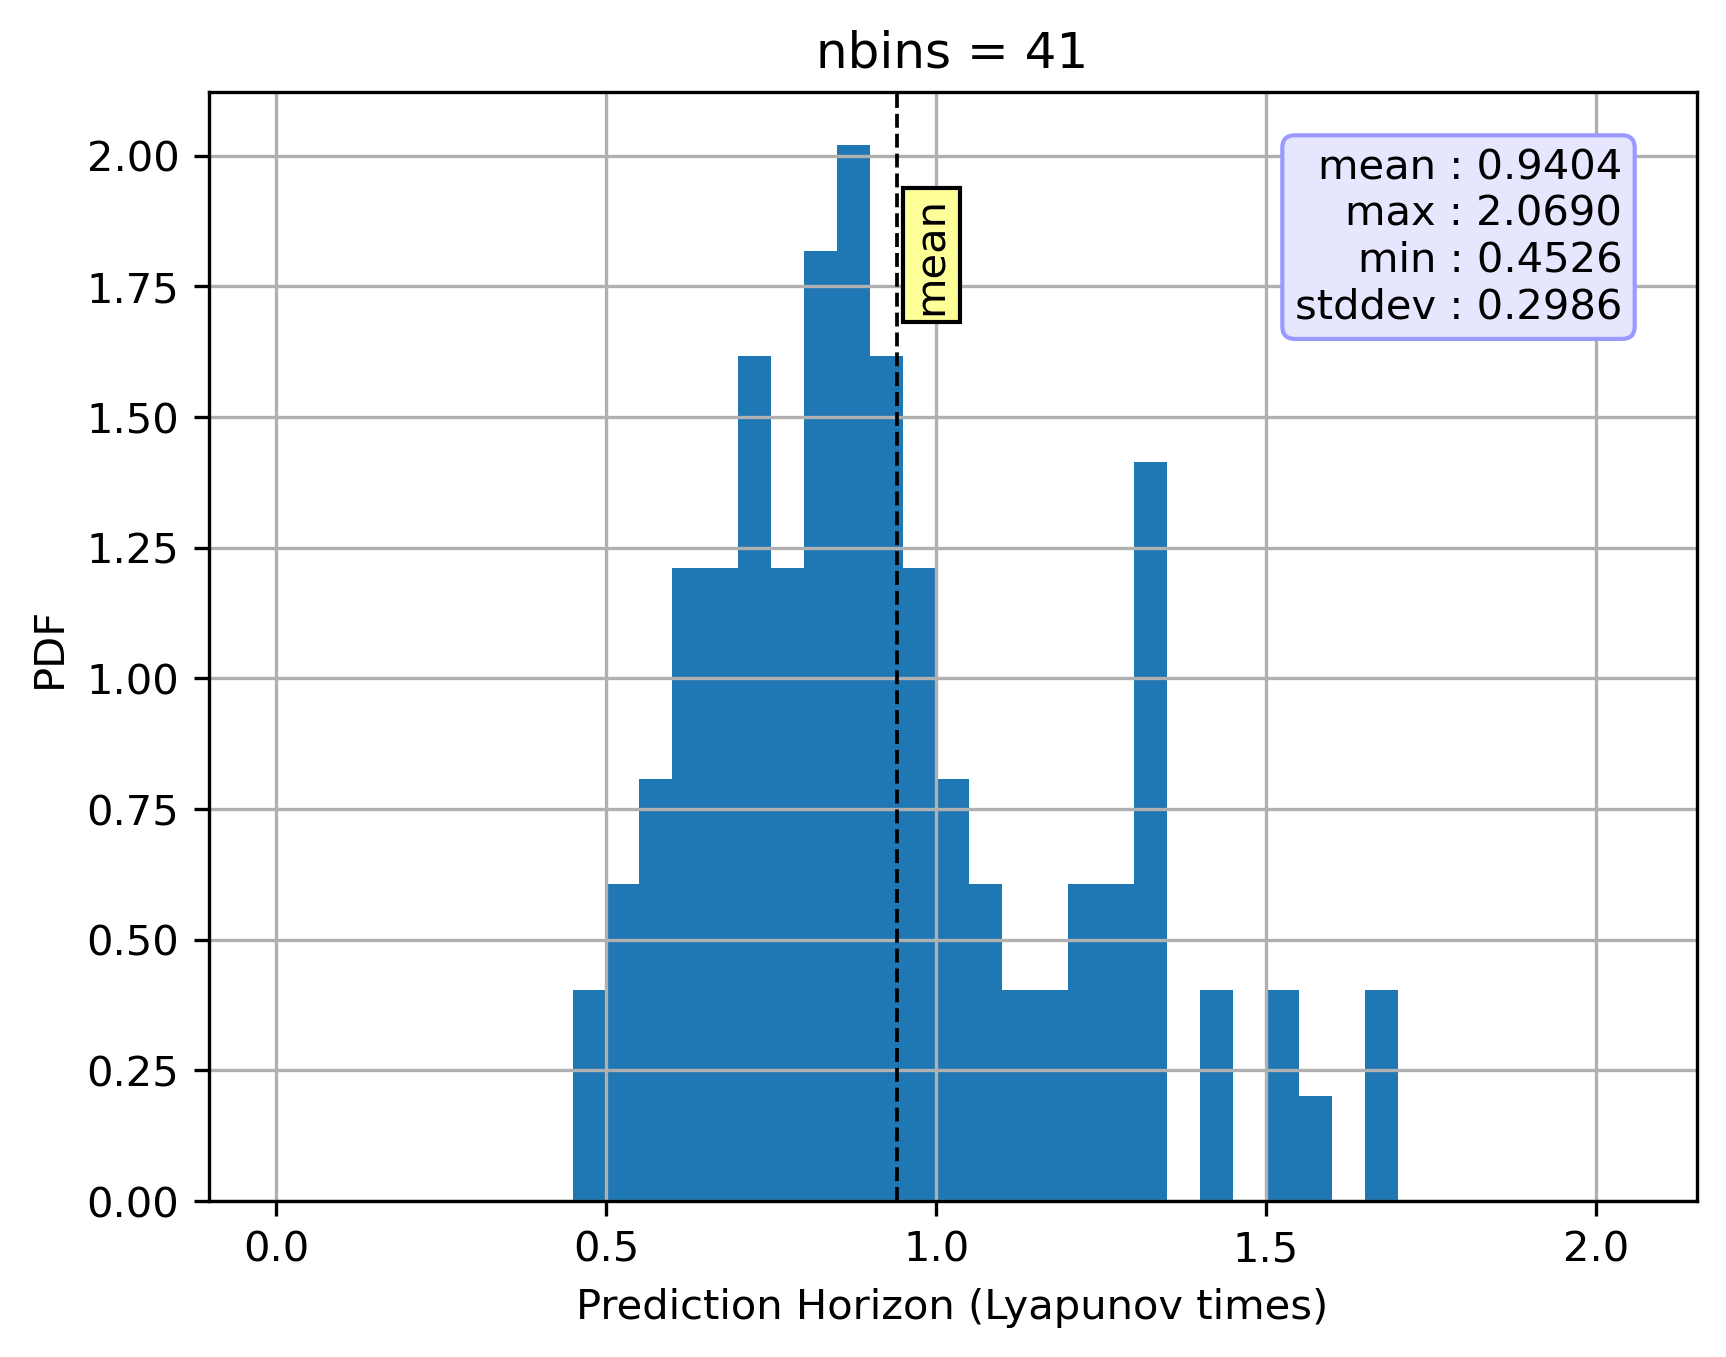 nbins = 41
mean : 0.9404
max : 2.0690
min : 0.4526
stddev : 0.2986
mean
2.00
1.75
1.50
1.25
1.00
0.75
0.50
0.25
0.00
PDF
0.0 0.5 1.0 1.5 2.0
Prediction Horizon (Lyapunov times)